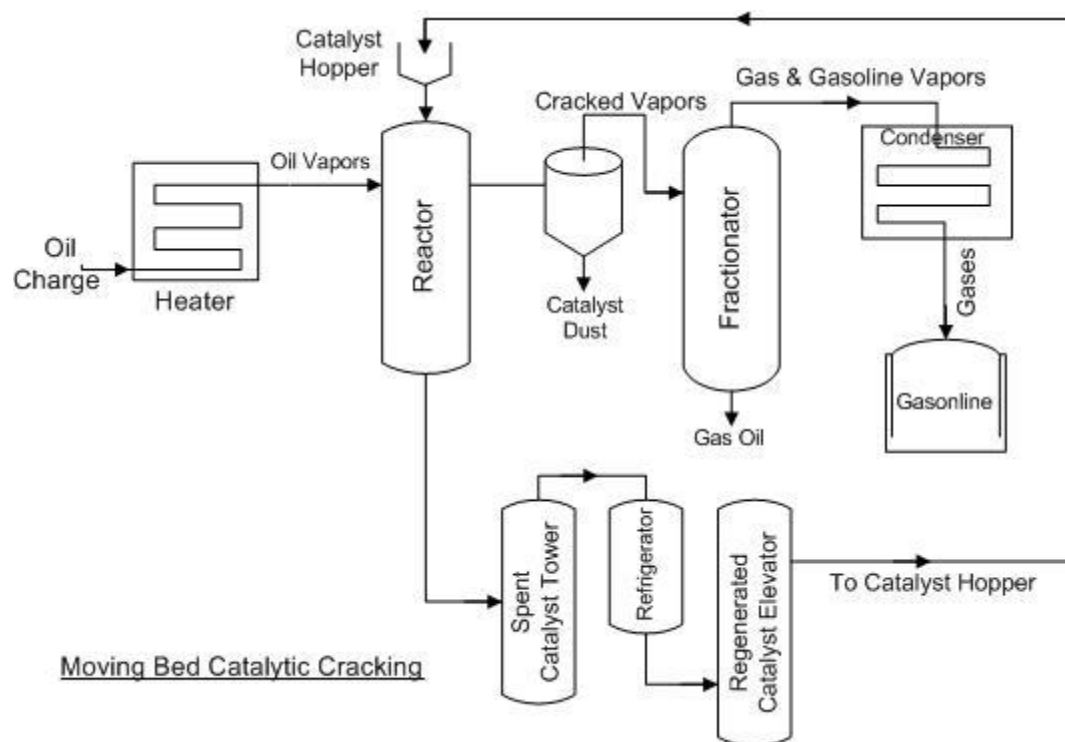 Catalyst
Hopper
Gas & Gasoline Vapors
Cracked Vapors
Condenser
Oil Vapors
Oil
Charge
Heater
Reactor
Catalyst
Dust
Fractionator
Gas Oil
Gases
Gasonline
Spent
Catalyst Tower
Refrigerator
Regenerated
Catalyst Elevator
To Catalyst Hopper
Moving Bed Catalytic Cracking